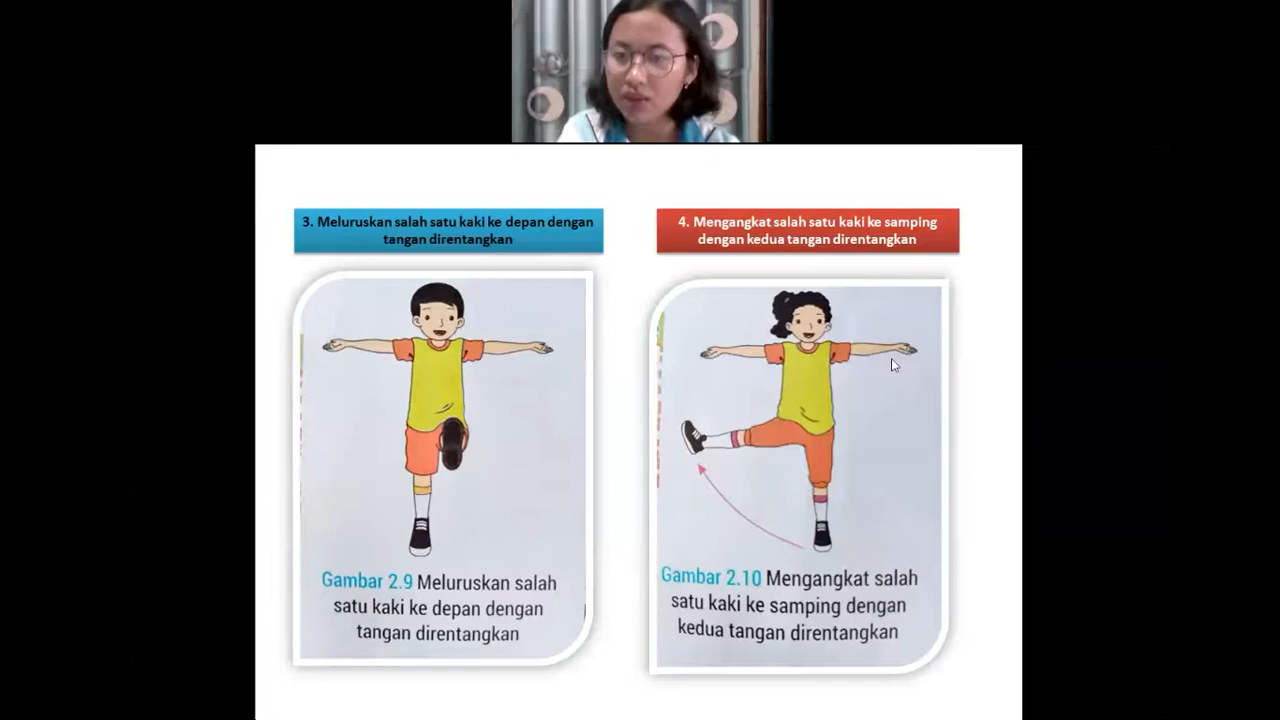 3. Meluruskan salah satu kaki ke depan dengan
tangan direntangkan
4. Mengangkat salah satu kaki ke samping
dengan kedua tangan direntangkan
Gambar 2.9 Meluruskan salah
satu kaki ke depan dengan
tangan direntangkan
Gambar 2.10 Mengangkat salah
satu kaki ke samping dengan
kedua tangan direntangkan